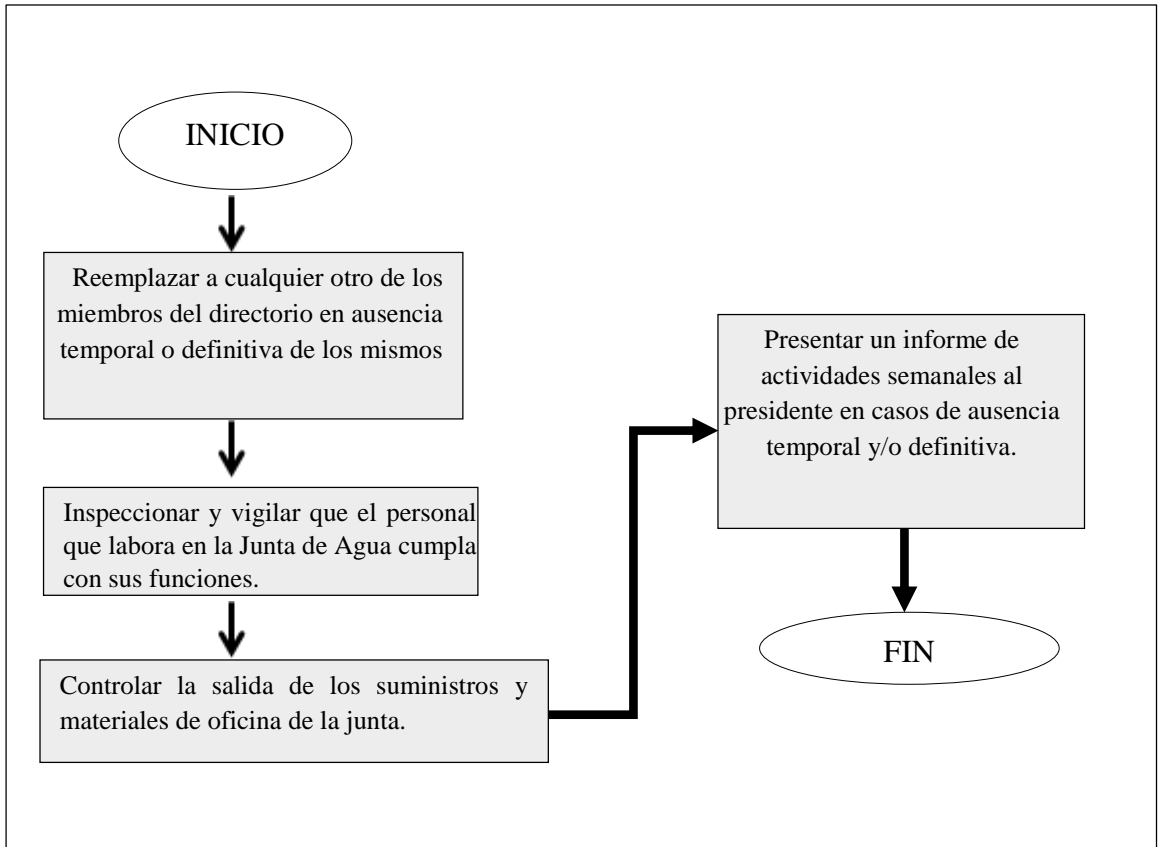 INICIO
Reemplazar a cualquier otro de los
miembros del directorio en ausencia
temporal o definitiva de los mismos
Inspeccionar y vigilar que el personal
que labora en la Junta de Agua cumpla
con sus funciones.
Controlar la salida de los suministros y
materiales de oficina de la junta.
Presentar un informe de
actividades semanales al
presidente en casos de ausencia
temporal y/o definitiva.
FIN